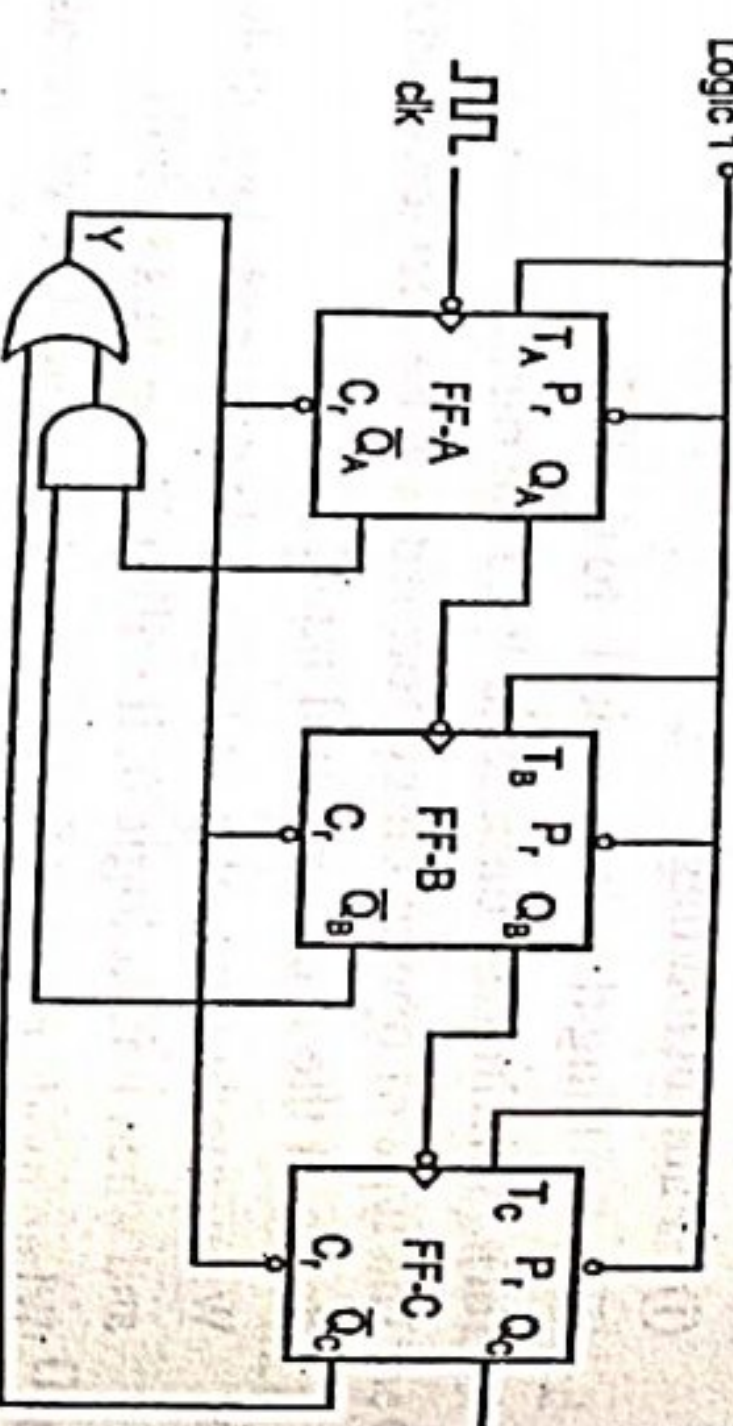 Logic 1
clk
T_A P_r Q_A
FF-A
C_r Q̅_A
T_B P_r Q_B
FF-B
C_r Q̅_B
T_C P_r Q_C
FF-C
C_r Q̅_C
Y